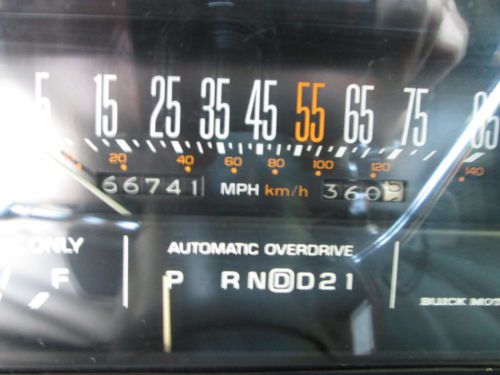 5 15 25 35 45 55 65 75 85
20 40 60 80 100 120 140
66741 MPH km/h 360
ONLY AUTOMATIC OVERDRIVE
F P R N D D 2 1
BUICK